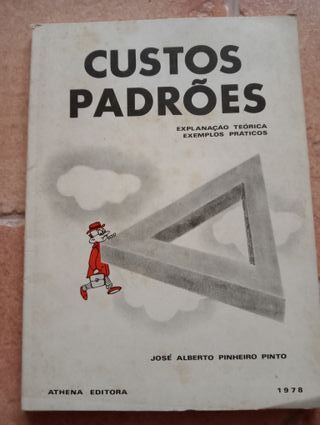 CUSTOS
PADRÕES
EXPLANAÇÃO TEÓRICA
EXEMPLOS PRÁTICOS
JOSÉ ALBERTO PINHEIRO PINTO
ATHENA EDITORA 1978